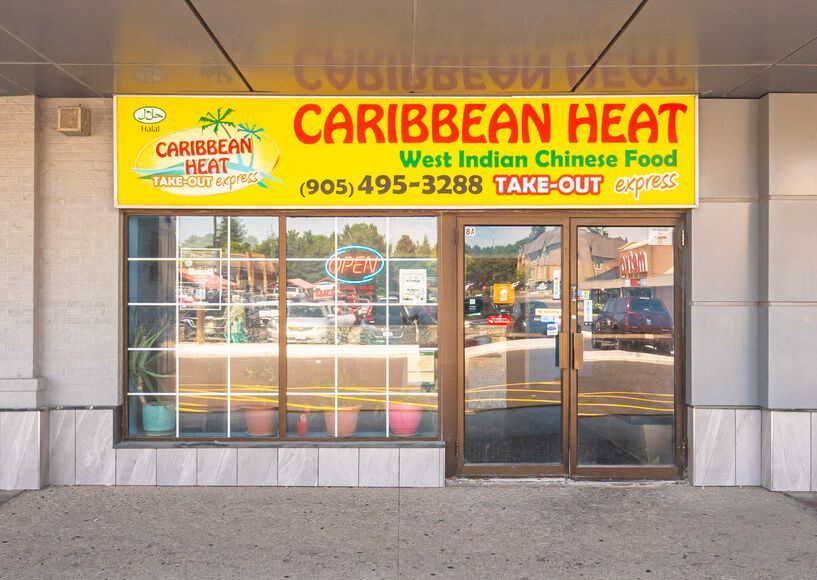 حلال
Halal
CARIBBEAN
HEAT
TAKE-OUT express
CARIBBEAN HEAT
West Indian Chinese Food
(905) 495-3288 TAKE-OUT express
OPEN
8A